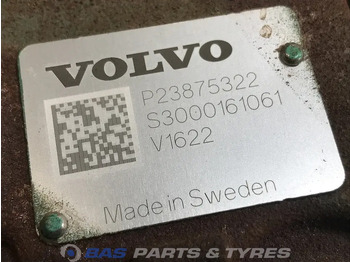 VOLVO
P23875322
S3000161061
V1622
Made in Sweden
BAS PARTS & TYRES